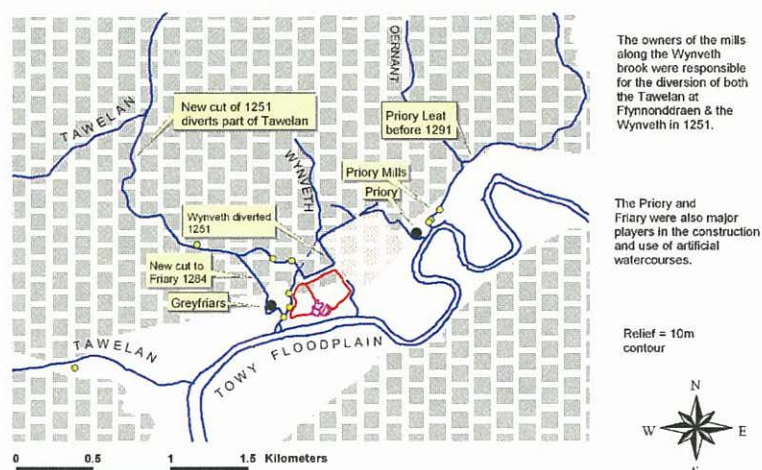 TAWELAN
New cut of 1251
diverts part of Tawelan
WYNVETH
Wynveth diverted
1251
New cut to
Friary 1284
Greyfriars
TAWELAN
TOWY FLOODPLAIN
CERNANT
Priory Leat
before 1291
Priory Mills
Priory
The owners of the mills
along the Wynveth
brook were responsible
for the diversion of both
the Tawelan at
Ffynnonddraen & the
Wynveth in 1251.
The Priory and
Friary were also major
players in the construction
and use of artificial
watercourses.
Relief = 10m
contour
N
W E
S
0 0.5 1 1.5 Kilometers